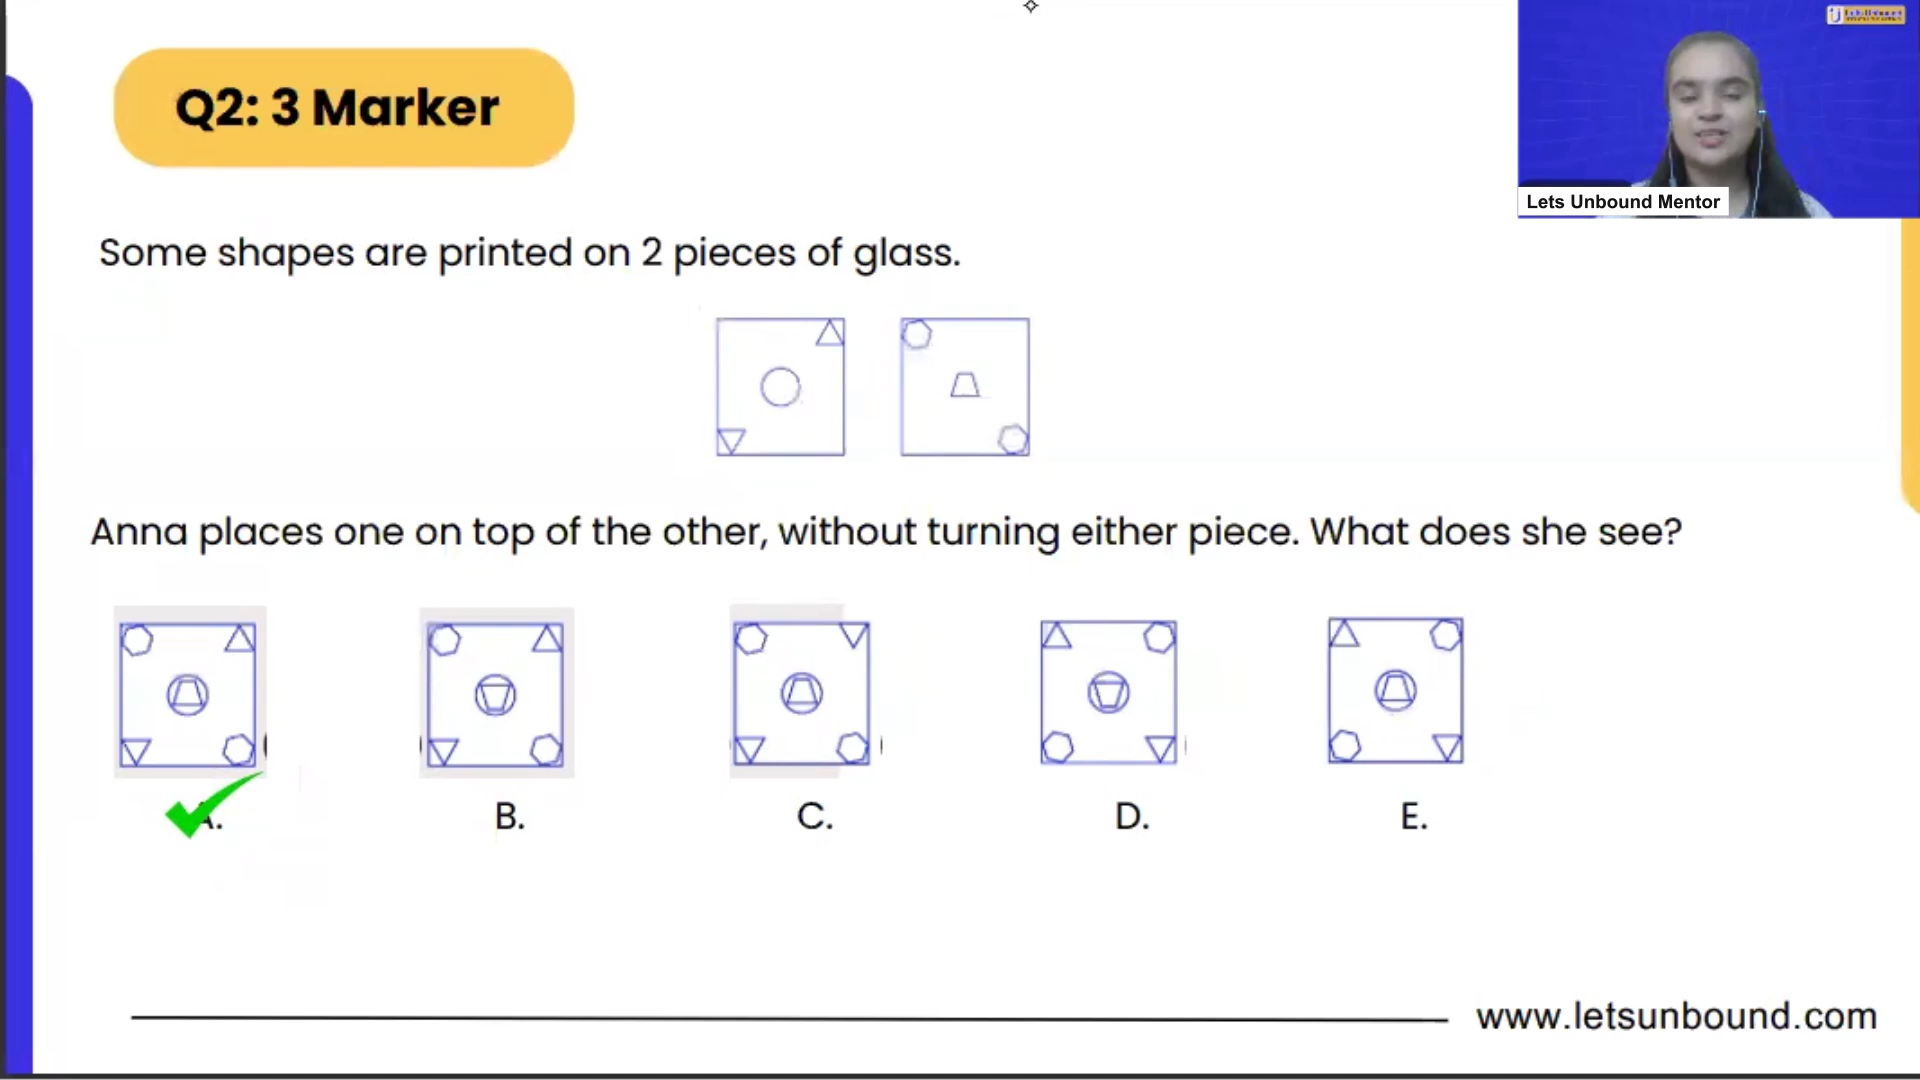 Q2: 3 Marker
Lets Unbound Mentor
Some shapes are printed on 2 pieces of glass.
Anna places one on top of the other, without turning either piece. What does she see?
A. B. C. D. E.
www.letsunbound.com